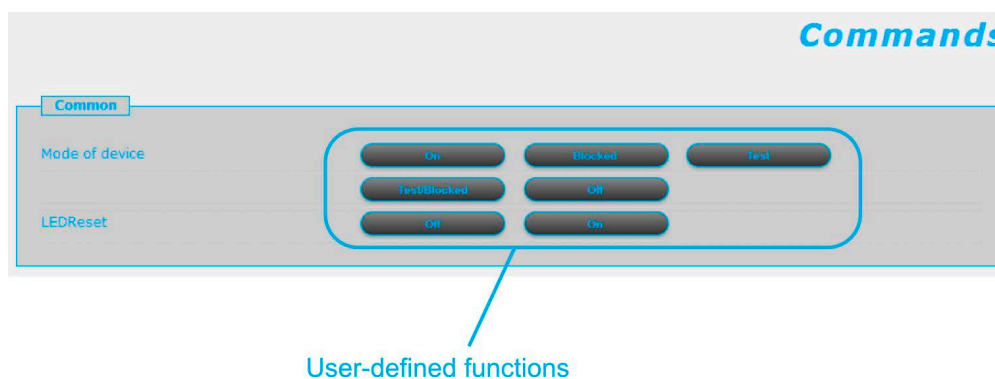 Commands
Common
Mode of device
On Blocked Test
Test/Blocked Off
LEDReset
Off On
User-defined functions